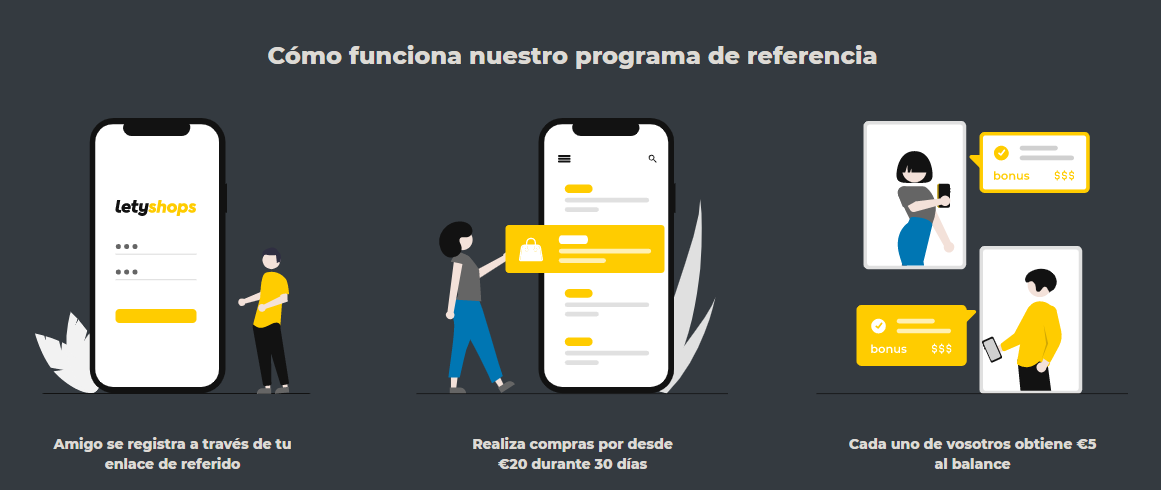 Cómo funciona nuestro programa de referencia
letyshops
bonus $$$
bonus $$$
Amigo se registra a través de tu
enlace de referido
Realiza compras por desde
€20 durante 30 días
Cada uno de vosotros obtiene €5
al balance